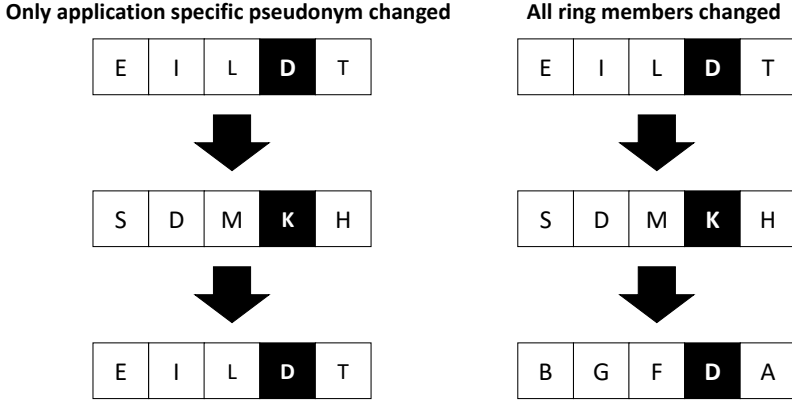 Only application specific pseudonym changed
E I L D T
S D M K H
E I L D T
All ring members changed
E I L D T
S D M K H
B G F D A